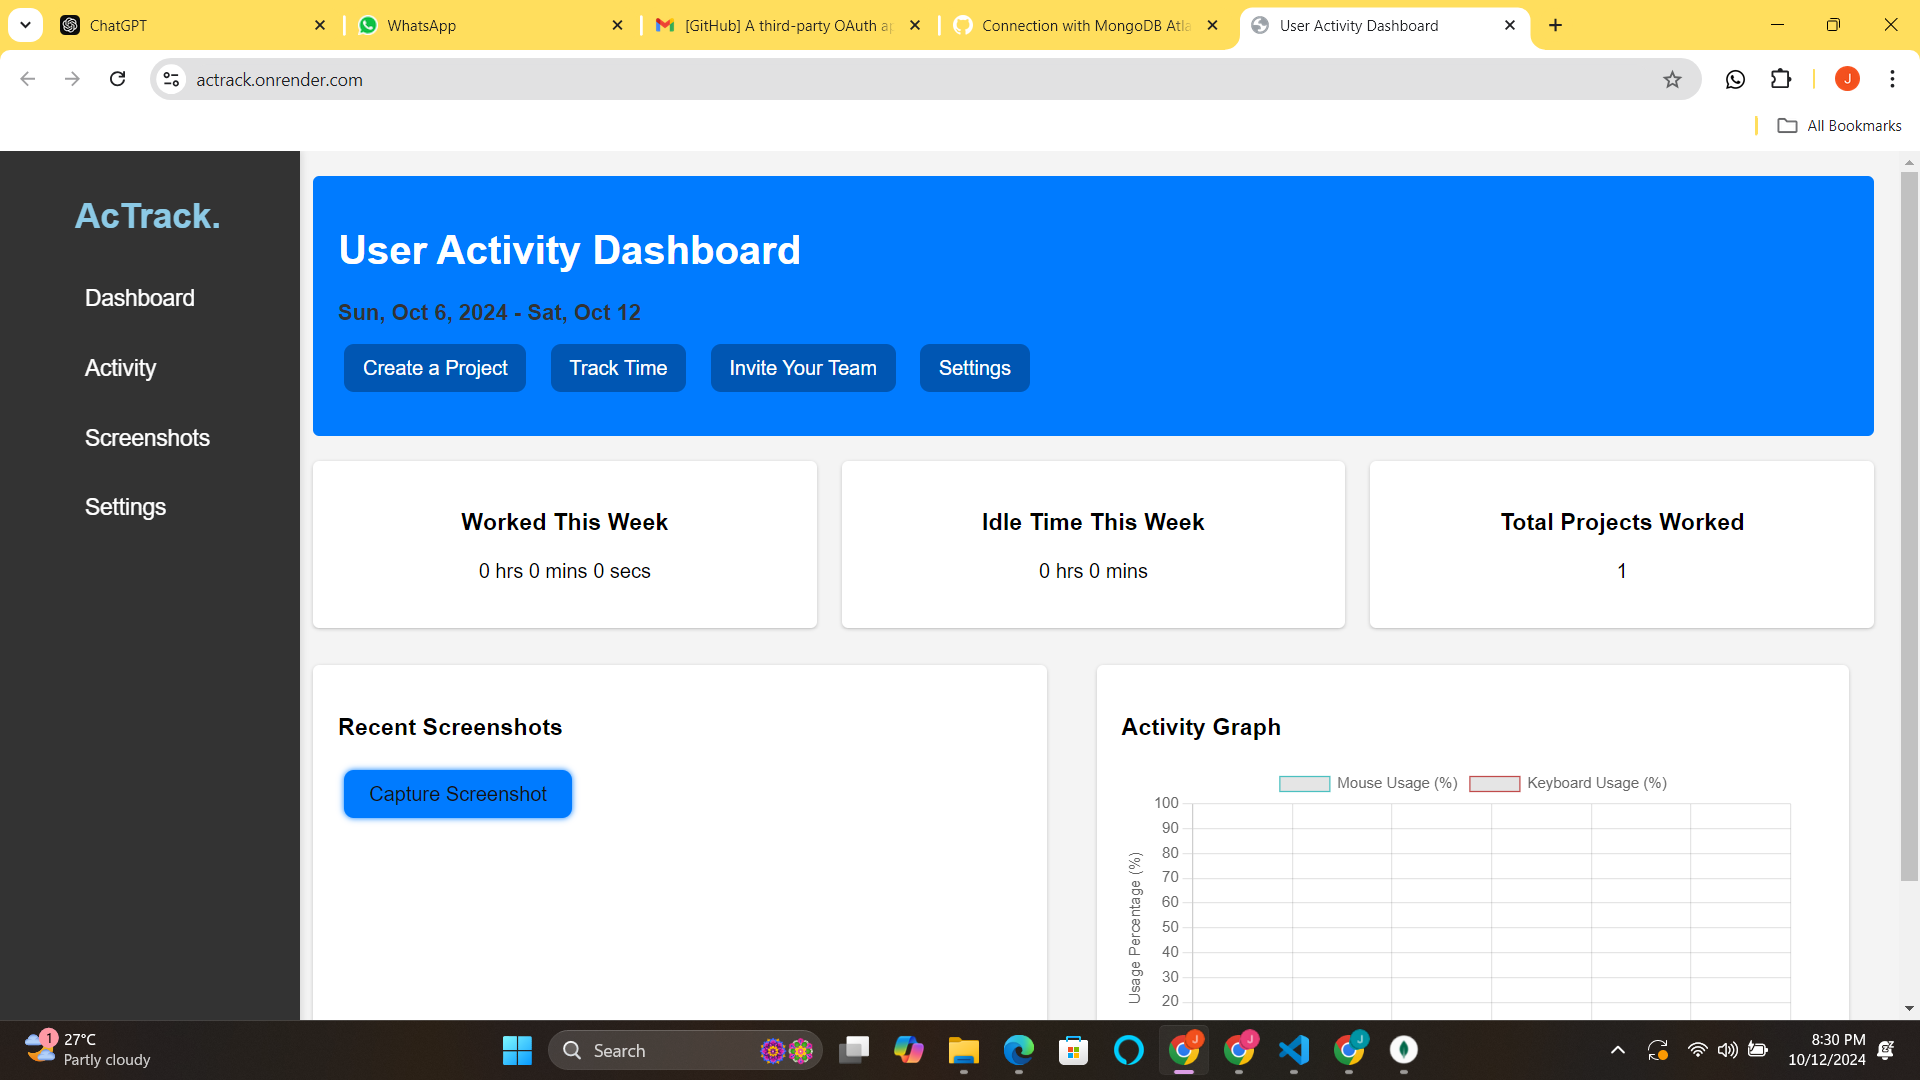 ChatGPT
WhatsApp
[GitHub] A third-party OAuth ap
Connection with MongoDB Atla
User Activity Dashboard
actrack.onrender.com
J
All Bookmarks
AcTrack.
Dashboard
Activity
Screenshots
Settings
User Activity Dashboard
Sun, Oct 6, 2024 - Sat, Oct 12
Create a Project
Track Time
Invite Your Team
Settings
Worked This Week
0 hrs 0 mins 0 secs
Idle Time This Week
0 hrs 0 mins
Total Projects Worked
1
Recent Screenshots
Capture Screenshot
Activity Graph
Mouse Usage (%)
Keyboard Usage (%)
Usage Percentage (%)
100
90
80
70
60
50
40
30
20
1
27°C
Partly cloudy
Search
J
J
J
8:30 PM
10/12/2024